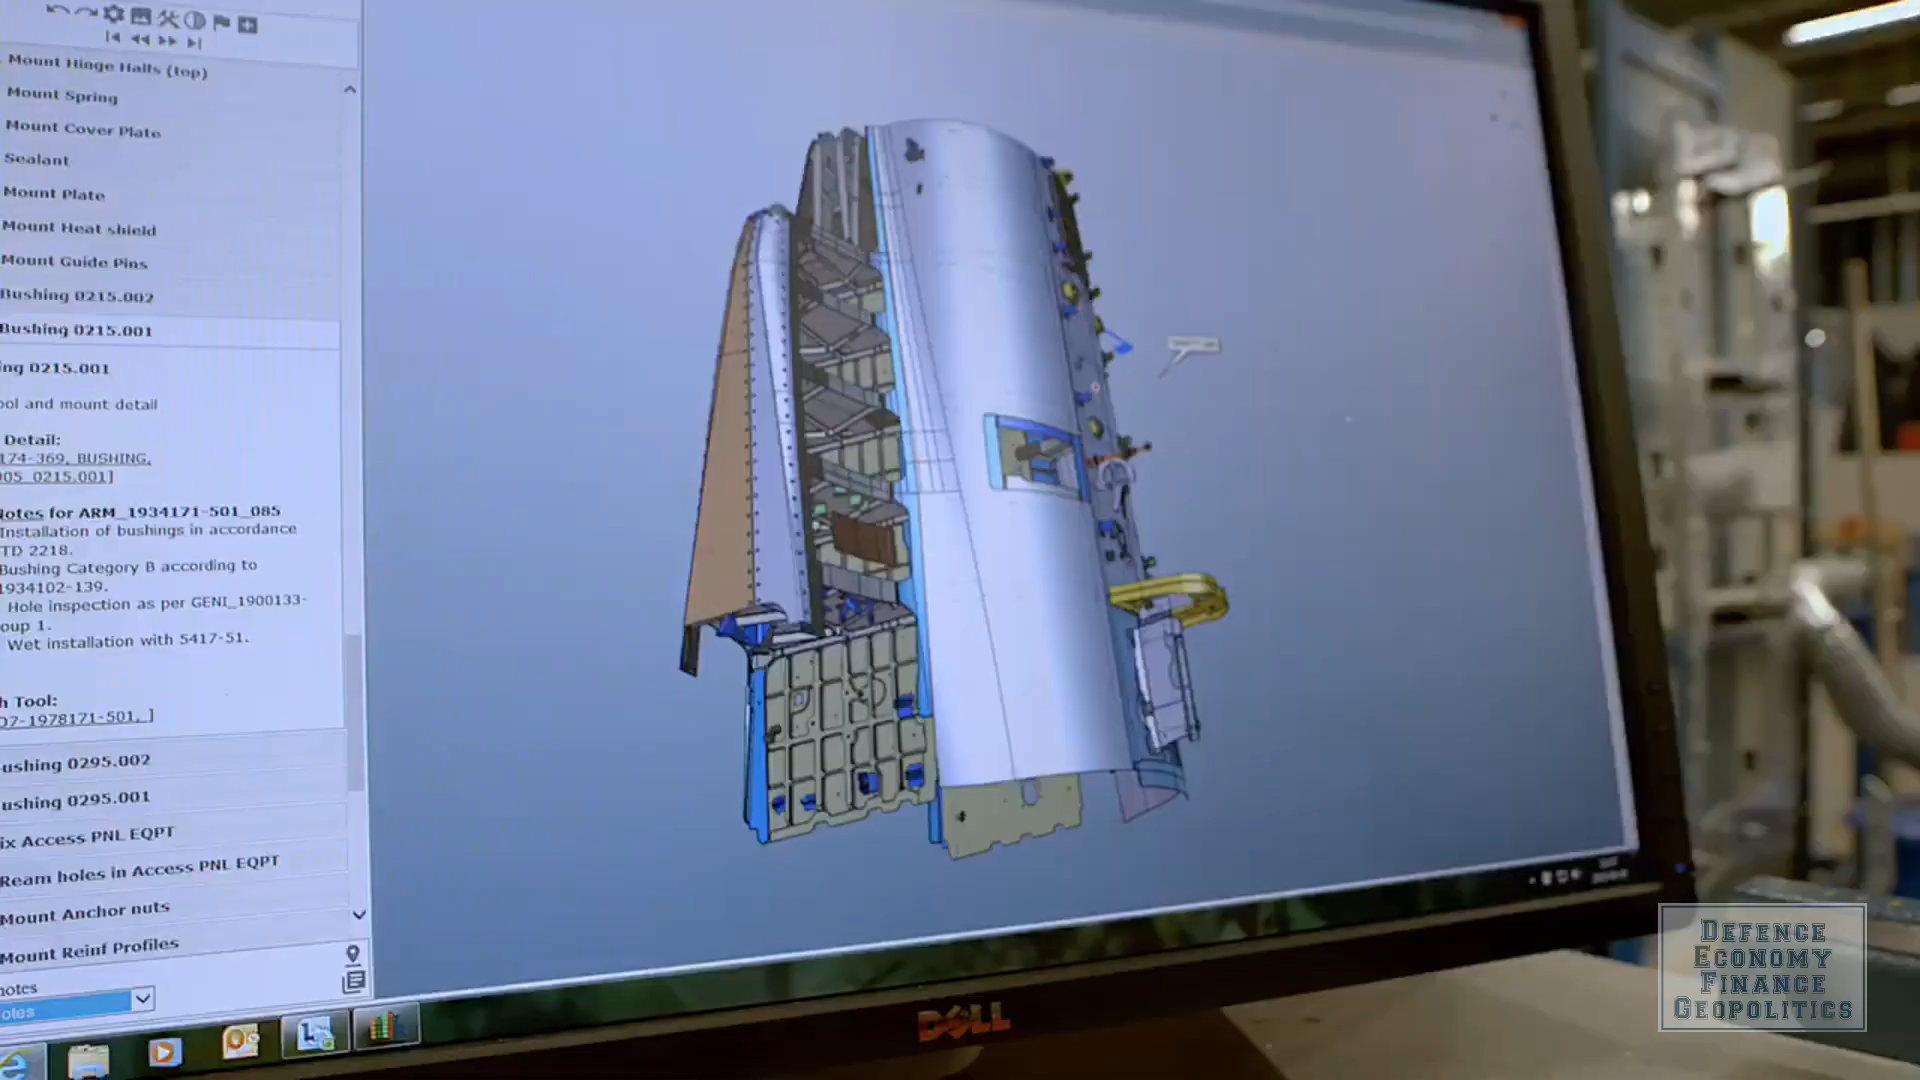 Mount Hinge Halfs (top)
Mount Spring
Mount Cover Plate
Sealant
Mount Plate
Mount Heat shield
Mount Guide Pins
Bushing 0215.002
Bushing 0215.001
ing 0215.001
ool and mount detail
Detail:
174-369, BUSHING,
005_0215.001]
Notes for ARM_1934171-501_085
Installation of bushings in accordance
TD 2218.
Bushing Category B according to
1934102-139.
Hole inspection as per GENI_1900133-
oup 1.
Wet installation with 5417-51.
h Tool:
07-1978171-501, ]
ushing 0295.002
ushing 0295.001
ix Access PNL EQPT
Ream holes in Access PNL EQPT
Mount Anchor nuts
Mount Reinf Profiles
notes
otes
DELL
DEFENCE
ECONOMY
FINANCE
GEOPOLITICS